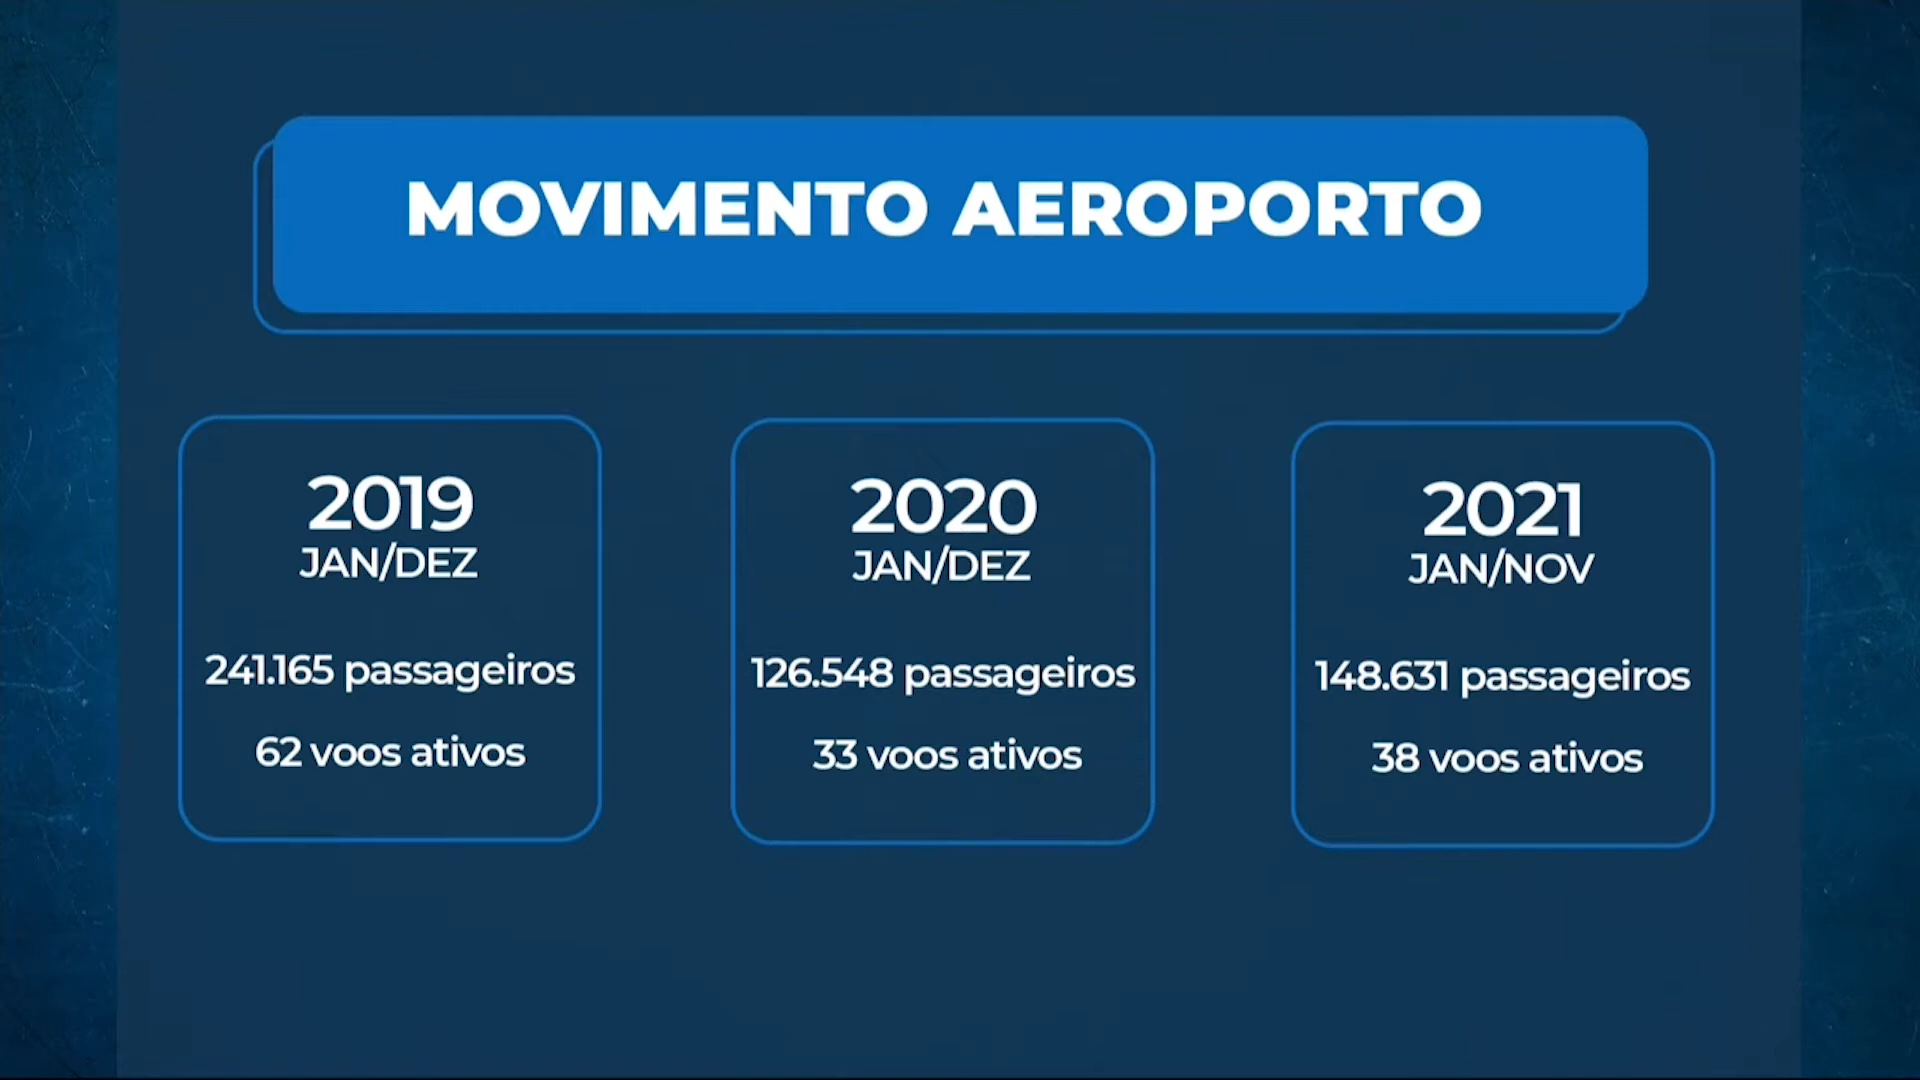 MOVIMENTO AEROPORTO
2019
JAN/DEZ
241.165 passageiros
62 voos ativos
2020
JAN/DEZ
126.548 passageiros
33 voos ativos
2021
JAN/NOV
148.631 passageiros
38 voos ativos